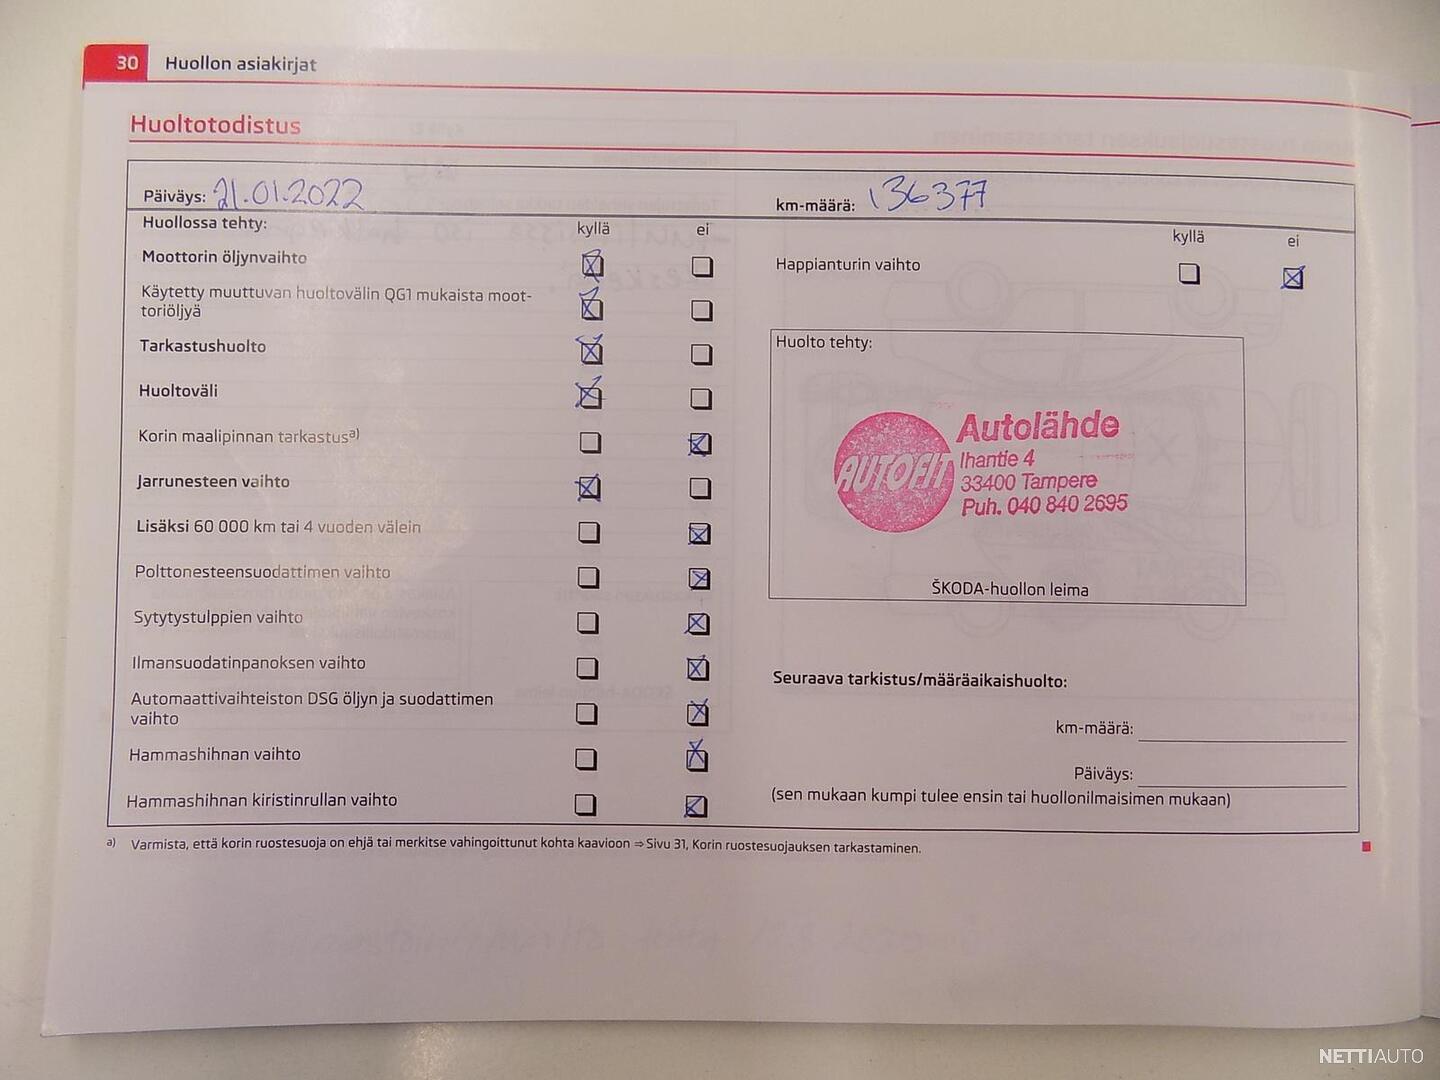 30 Huollon asiakirjat
Huoltotodistus
Päiväys: 21.01.2022
km-määrä: 136377
Huollossa tehty:
kyllä ei
Moottorin öljynvaihto
Käytetty muuttuvan huoltovälin QG1 mukaista moot-
toriöljyä
Tarkastushuolto
Huoltoväli
Korin maalipinnan tarkastusa)
Jarrunesteen vaihto
Lisäksi 60 000 km tai 4 vuoden välein
Polttonesteensuodattimen vaihto
Sytytystulppien vaihto
Ilmansuodatinpanoksen vaihto
Automaattivaihteiston DSG öljyn ja suodattimen
vaihto
Hammashihnan vaihto
Hammashihnan kiristinrullan vaihto
kyllä ei
Happianturin vaihto
Huolto tehty:
AUTOFIT
Autolähde
Ihantie 4
33400 Tampere
Puh. 040 840 2695
ŠKODA-huollon leima
Seuraava tarkistus/määräaikaishuolto:
km-määrä:
Päiväys:
(sen mukaan kumpi tulee ensin tai huollonilmaisimen mukaan)
a) Varmista, että korin ruostesuoja on ehjä tai merkitse vahingoittunut kohta kaavioon ⇒ Sivu 31, Korin ruostesuojauksen tarkastaminen.
NETTIAUTO